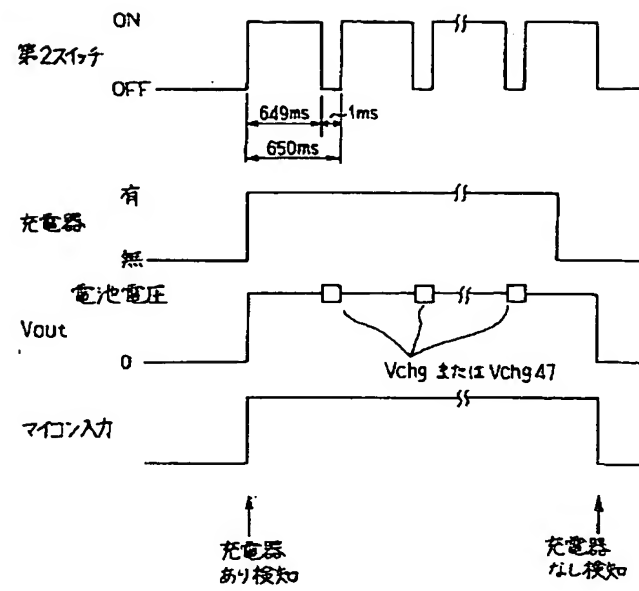 ON
第2スイッチ
OFF
649ms
1ms
650ms
有
充電器
無
電池電圧
Vout
0
Vchg または Vchg47
マイコン入力
充電器
あり検知
充電器
なし検知